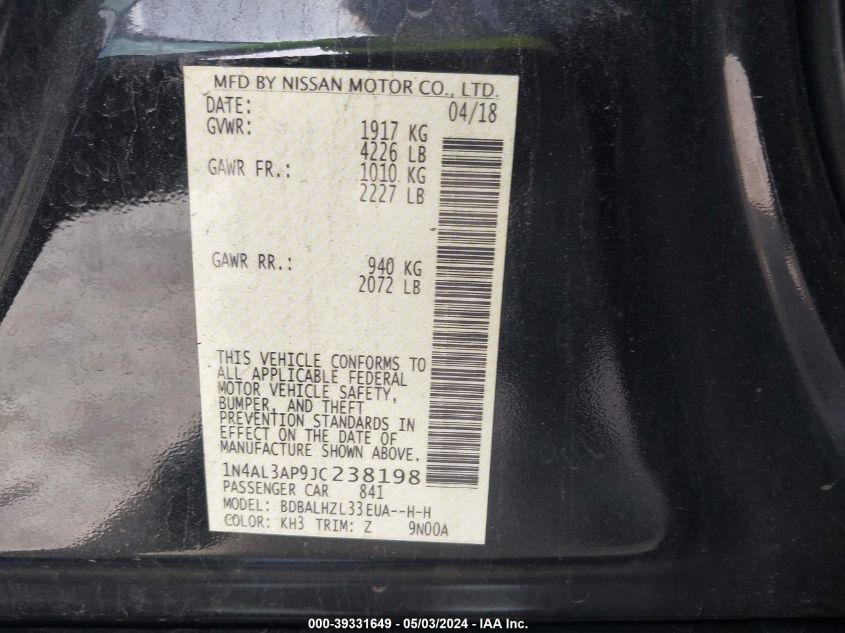 MFD BY NISSAN MOTOR CO., LTD.
DATE: 04/18
GVWR: 1917 KG
4226 LB
GAWR FR.: 1010 KG
2227 LB
GAWR RR.: 940 KG
2072 LB
THIS VEHICLE CONFORMS TO
ALL APPLICABLE FEDERAL
MOTOR VEHICLE SAFETY,
BUMPER, AND THEFT
PREVENTION STANDARDS IN
EFFECT ON THE DATE OF
MANUFACTURE SHOWN ABOVE.
1N4AL3AP9JC238198
PASSENGER CAR 841
MODEL: BDBALHZL33EUA--H-H
COLOR: KH3 TRIM: Z 9N00A
000-39331649 - 05/03/2024 - IAA Inc.